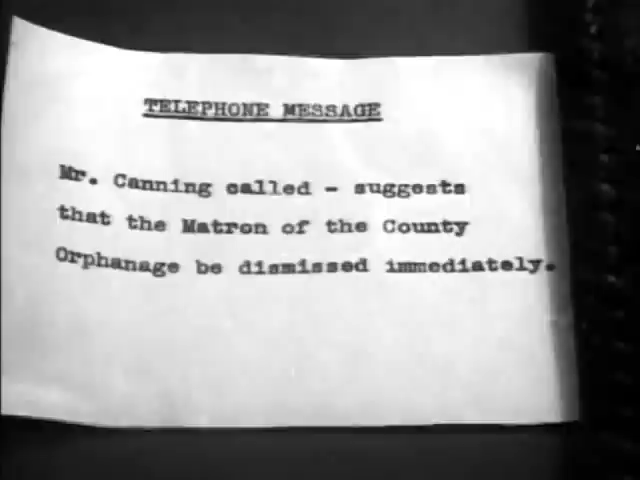 TELEPHONE MESSAGE
Mr. Canning called - suggests
that the Matron of the County
Orphanage be dismissed immediately.